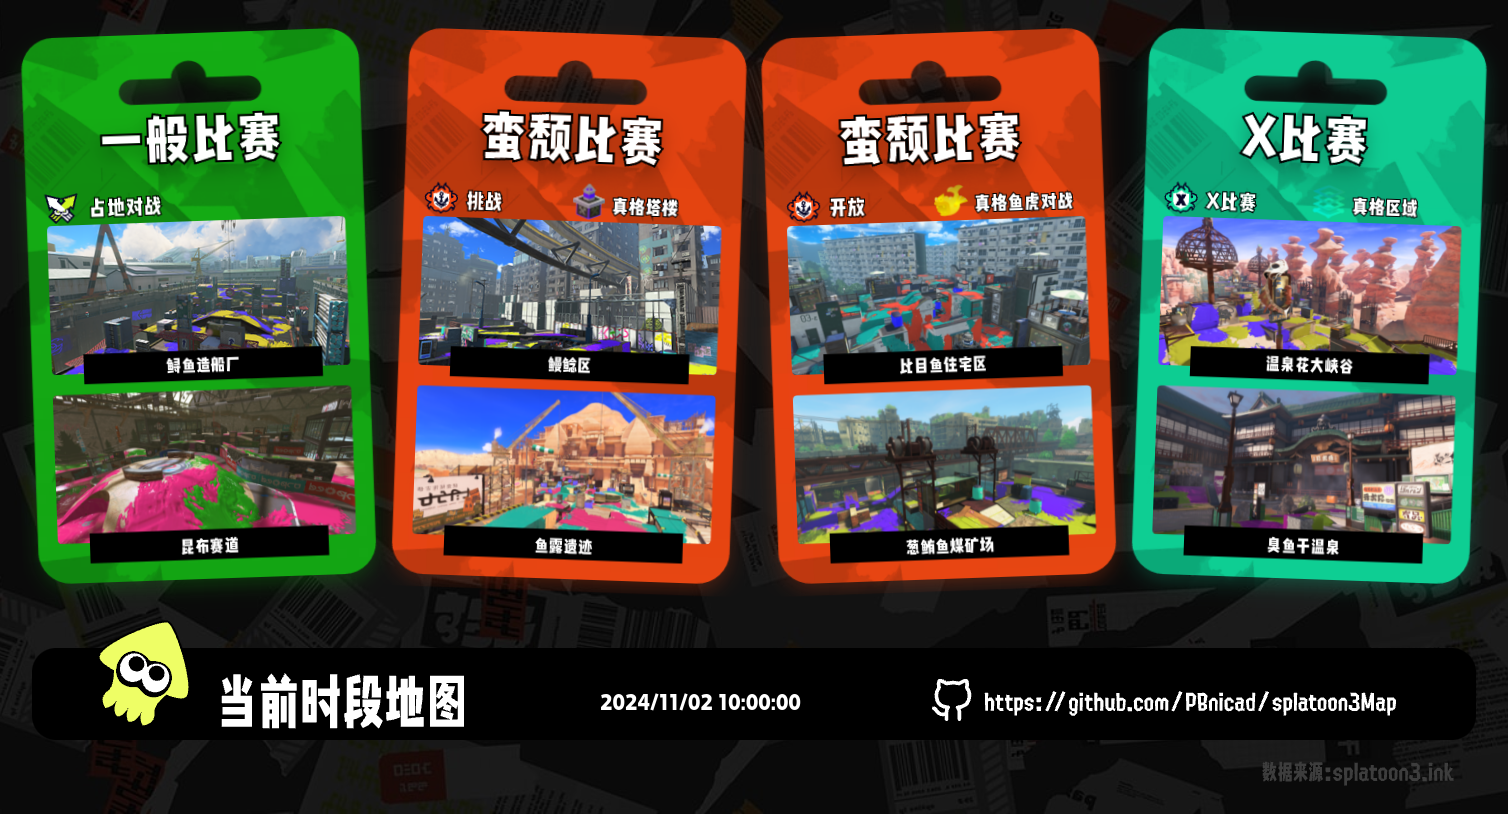 一般比赛
占地对战
鲟鱼造船厂
昆布赛道
蛮颓比赛
挑战
真格塔楼
鳗鲶区
鱼露遗迹
蛮颓比赛
开放
真格鱼虎对战
比目鱼住宅区
葱鲔鱼煤矿场
X比赛
X比赛
真格区域
温泉花大峡谷
臭鱼干温泉
当前时段地图
2024/11/02 10:00:00
https://github.com/PBnicad/splatoon3Map
数据来源:splatoon3.ink